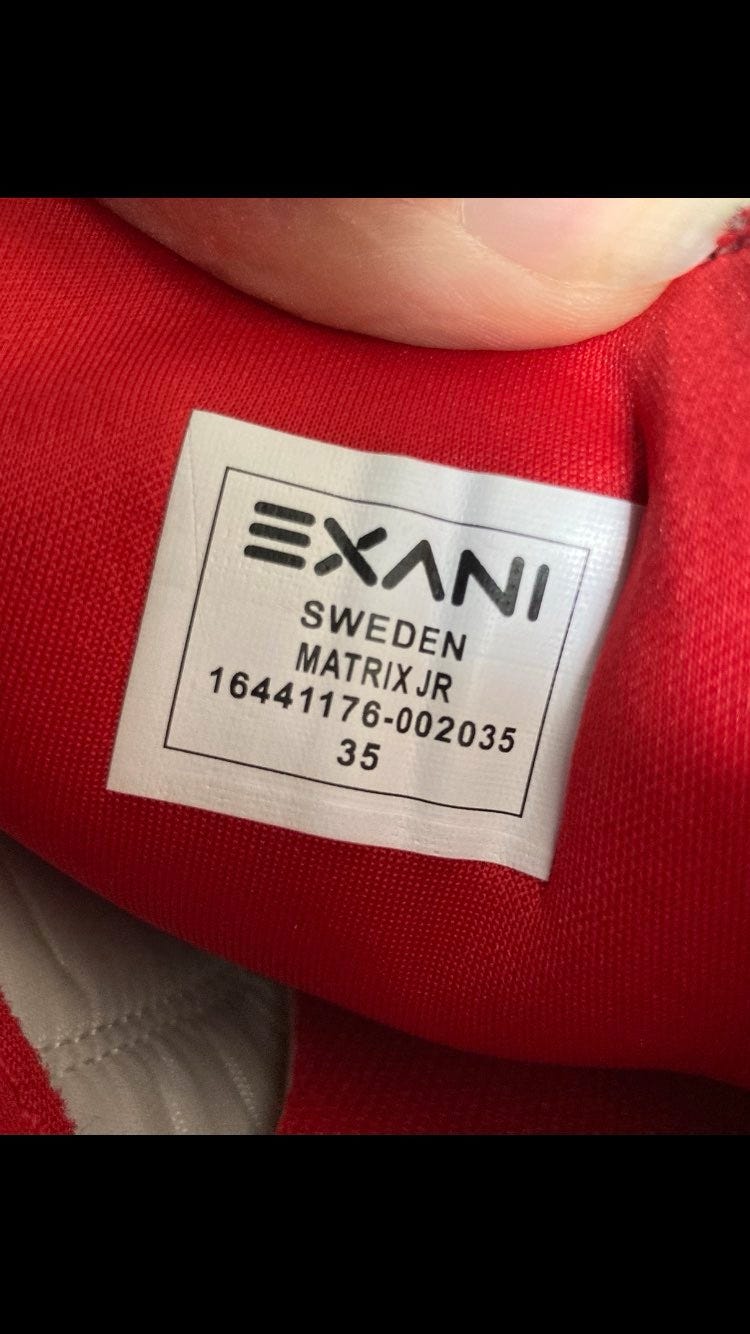 EXANI
SWEDEN
MATRIX JR
16441176-002035
35